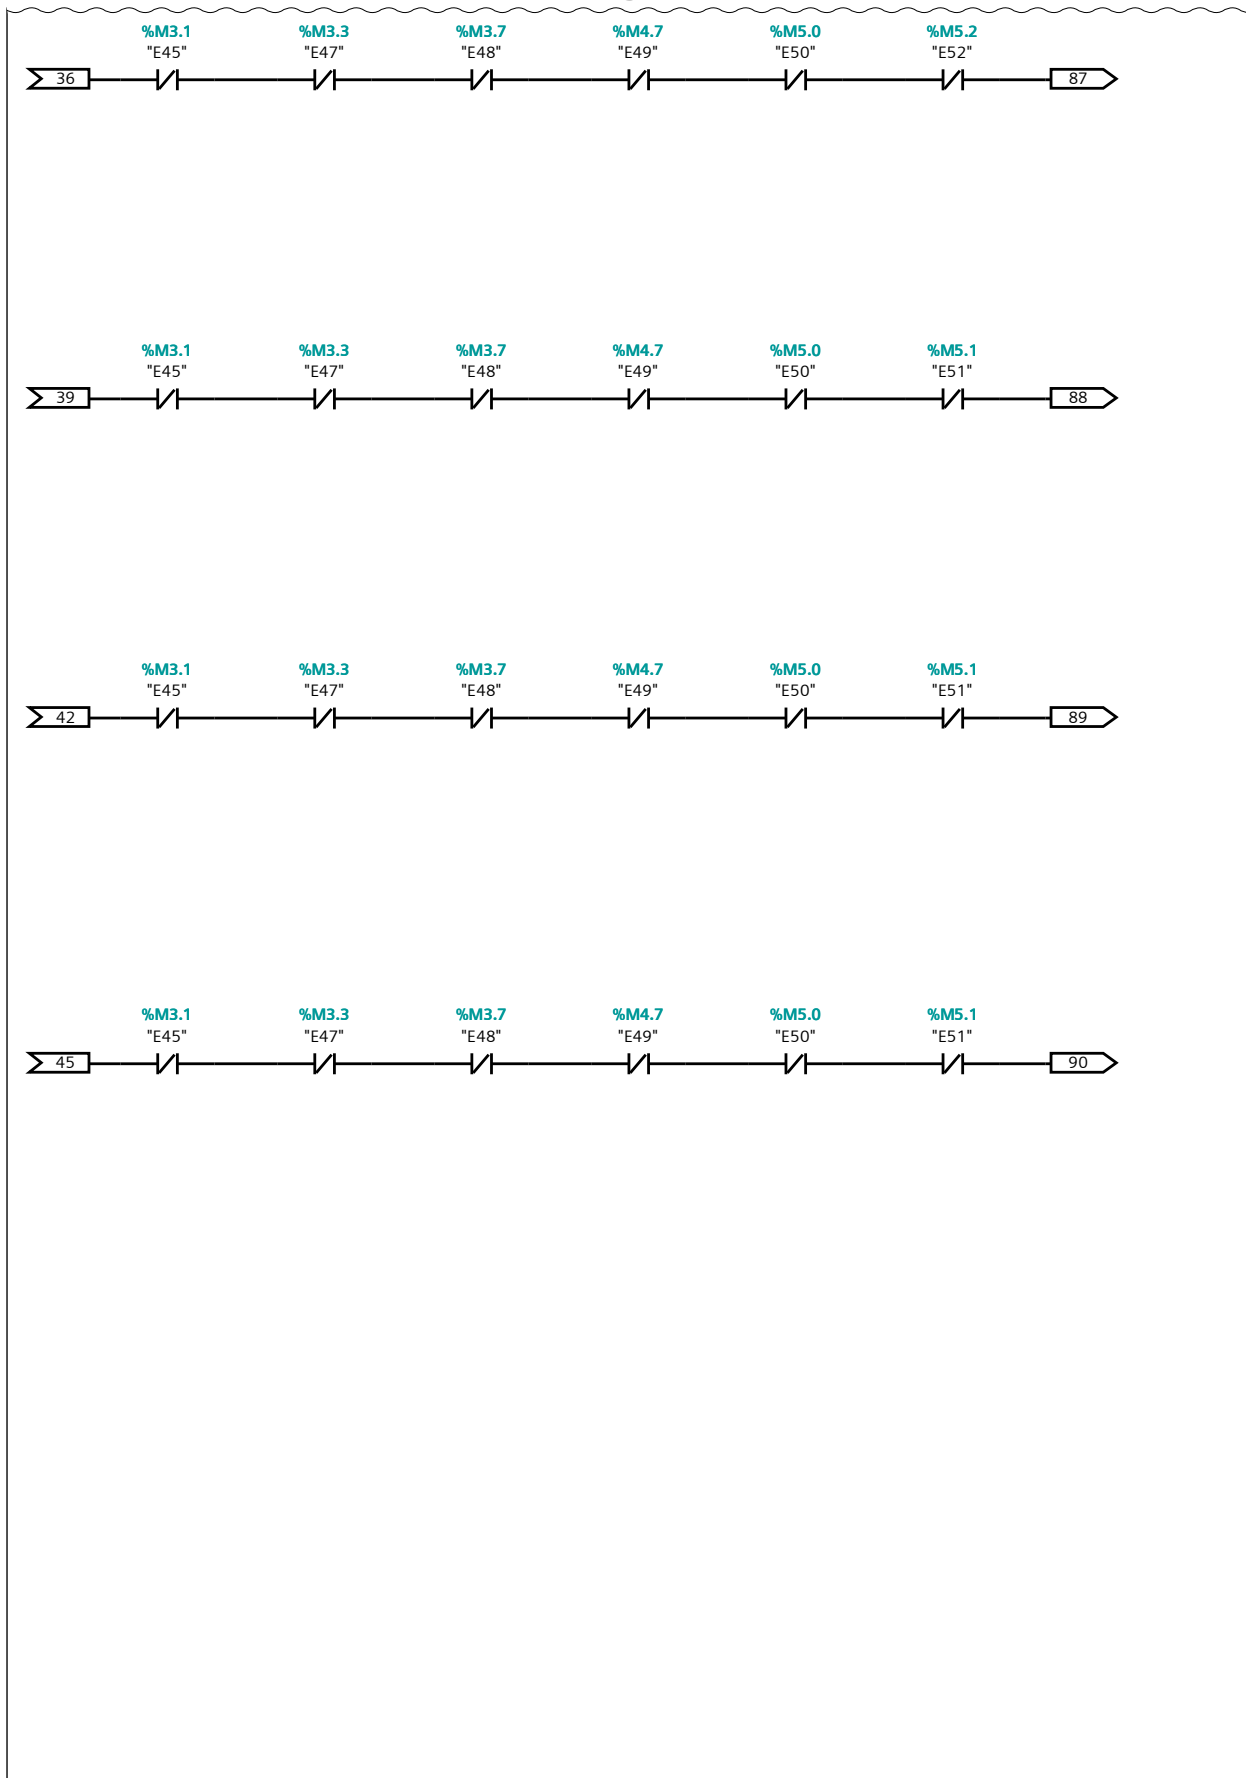 %M3.1 %M3.3 %M3.7 %M4.7 %M5.0 %M5.2
"E45" "E47" "E48" "E49" "E50" "E52"
36 87
%M3.1 %M3.3 %M3.7 %M4.7 %M5.0 %M5.1
"E45" "E47" "E48" "E49" "E50" "E51"
39 88
%M3.1 %M3.3 %M3.7 %M4.7 %M5.0 %M5.1
"E45" "E47" "E48" "E49" "E50" "E51"
42 89
%M3.1 %M3.3 %M3.7 %M4.7 %M5.0 %M5.1
"E45" "E47" "E48" "E49" "E50" "E51"
45 90